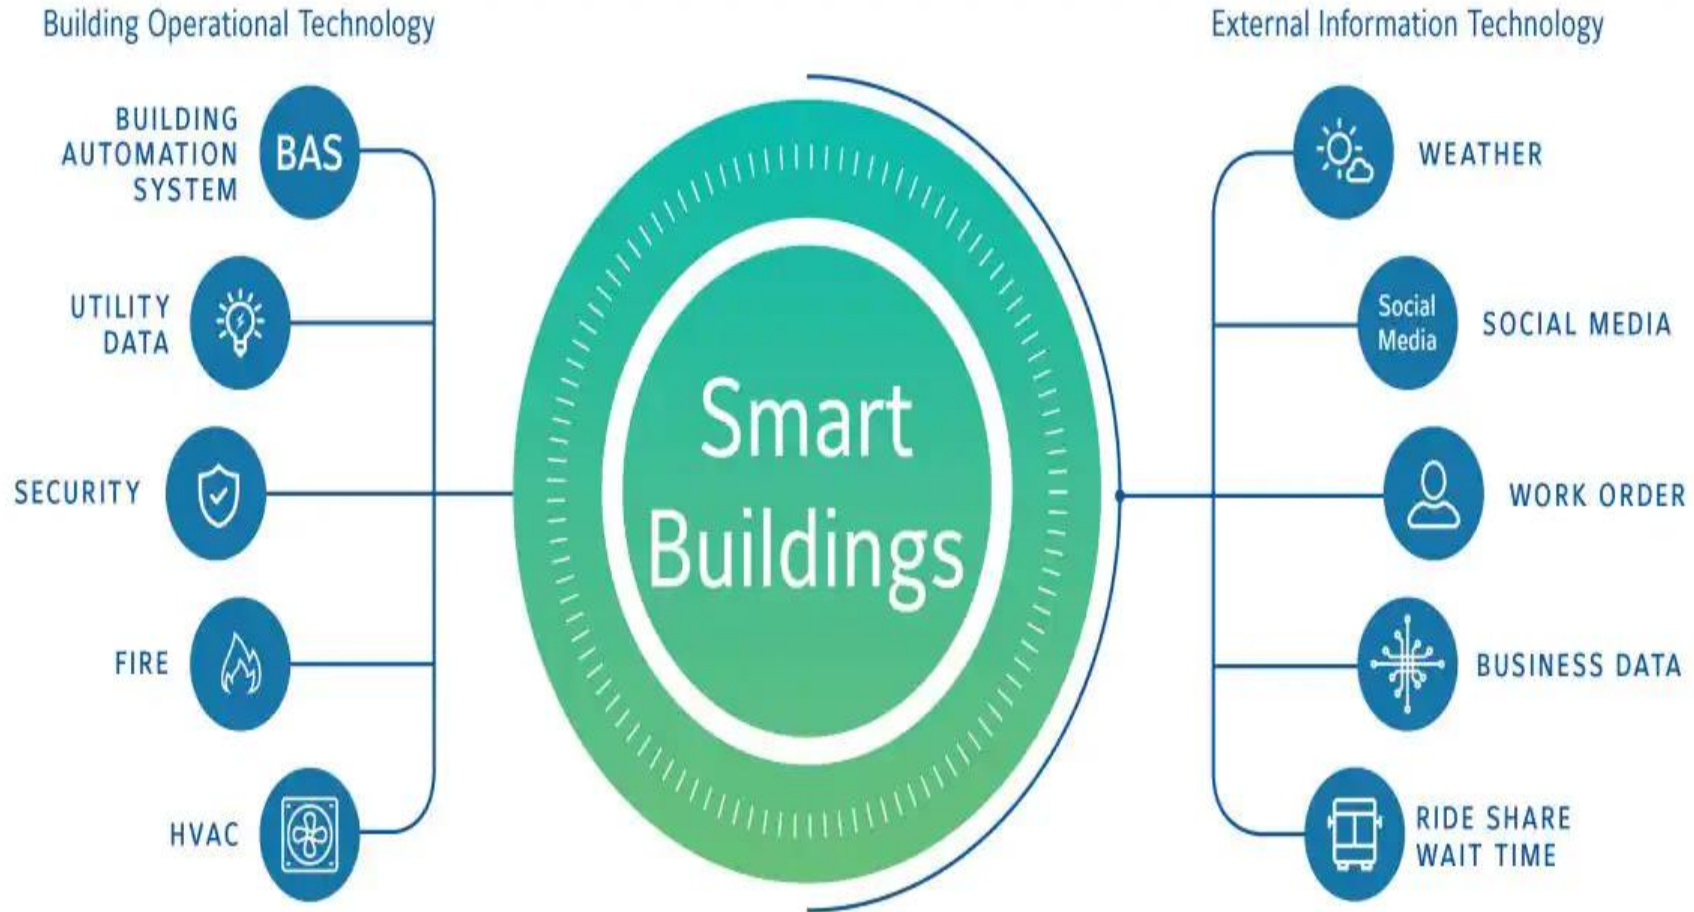 Building Operational Technology
BUILDING
AUTOMATION
SYSTEM
BAS
UTILITY
DATA
SECURITY
FIRE
HVAC
Smart
Buildings
External Information Technology
WEATHER
Social
Media
SOCIAL MEDIA
WORK ORDER
BUSINESS DATA
RIDE SHARE
WAIT TIME